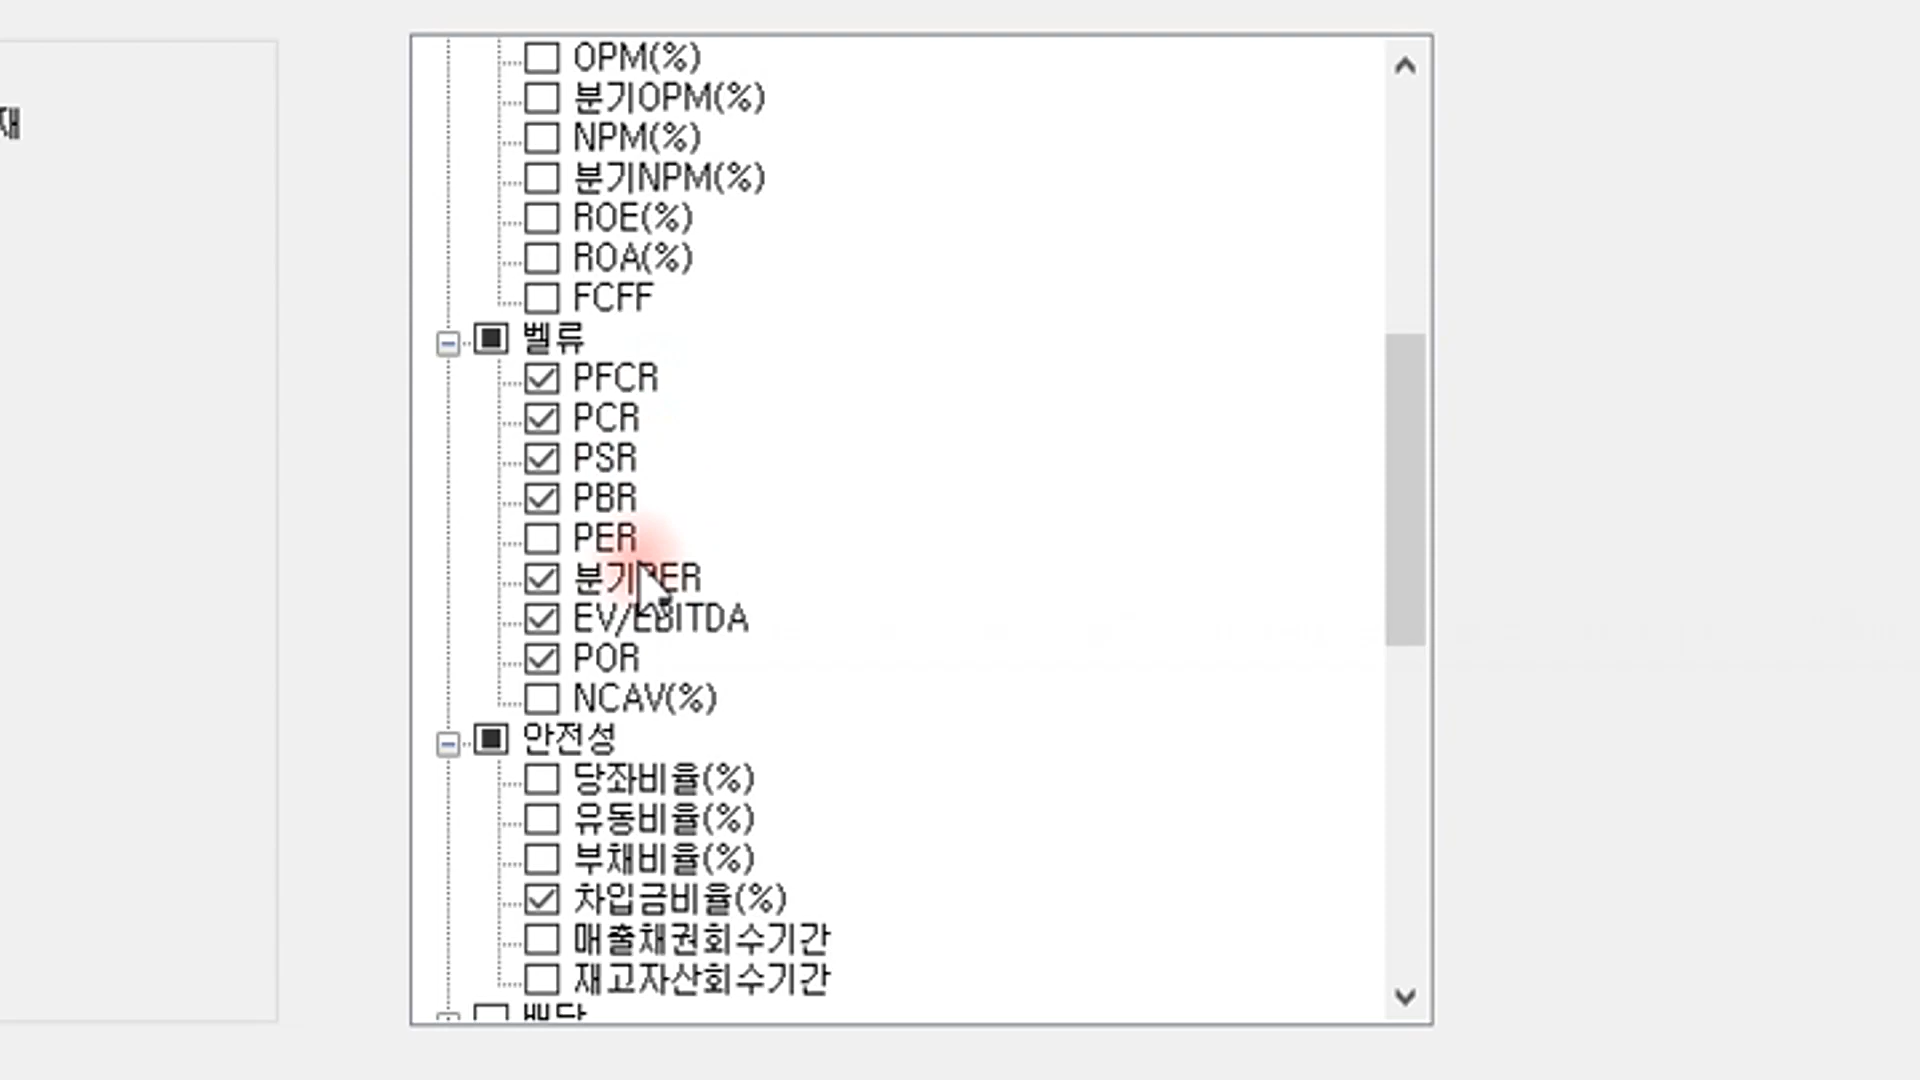 재
OPM(%)
분기OPM(%)
NPM(%)
분기NPM(%)
ROE(%)
ROA(%)
FCFF
벨류
PFCR
PCR
PSR
PBR
PER
분기PER
EV/EBITDA
POR
NCAV(%)
안전성
당좌비율(%)
유동비율(%)
부채비율(%)
차입금비율(%)
매출채권회수기간
재고자산회수기간
배당